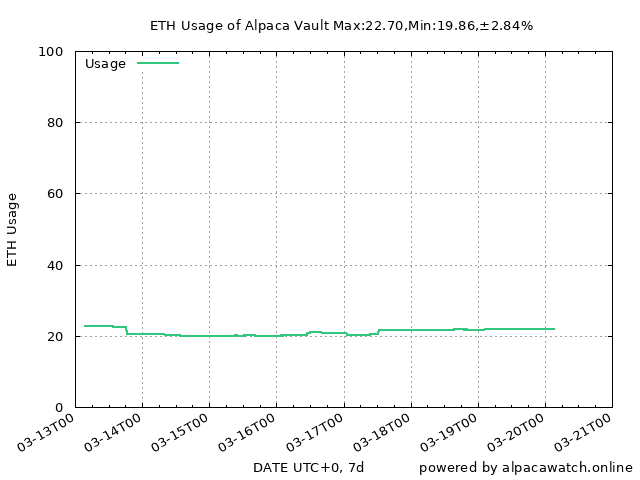 ETH Usage of Alpaca Vault Max:22.70,Min:19.86,±2.84%
Usage
100
80
60
40
20
0
ETH Usage
03-13T00
03-14T00
03-15T00
03-16T00
03-17T00
03-18T00
03-19T00
03-20T00
03-21T00
DATE UTC+0, 7d
powered by alpacawatch.online